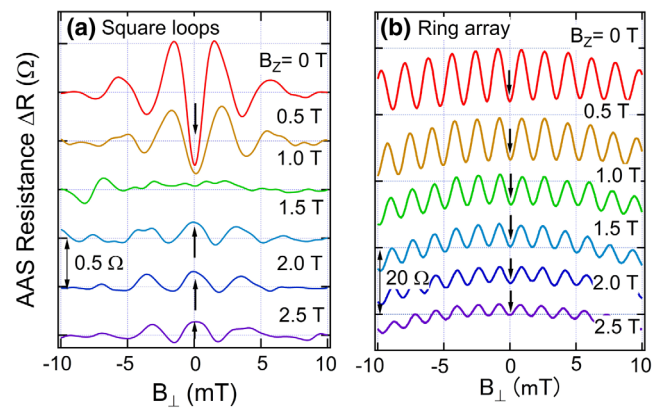 (a) Square loops
B_Z= 0 T
0.5 T
1.0 T
1.5 T
2.0 T
2.5 T
0.5 Ω
AAS Resistance ΔR (Ω)
-10 -5 0 5 10
B⊥ (mT)
(b) Ring array
B_Z= 0 T
0.5 T
1.0 T
1.5 T
2.0 T
2.5 T
20 Ω
-10 -5 0 5 10
B⊥ (mT)